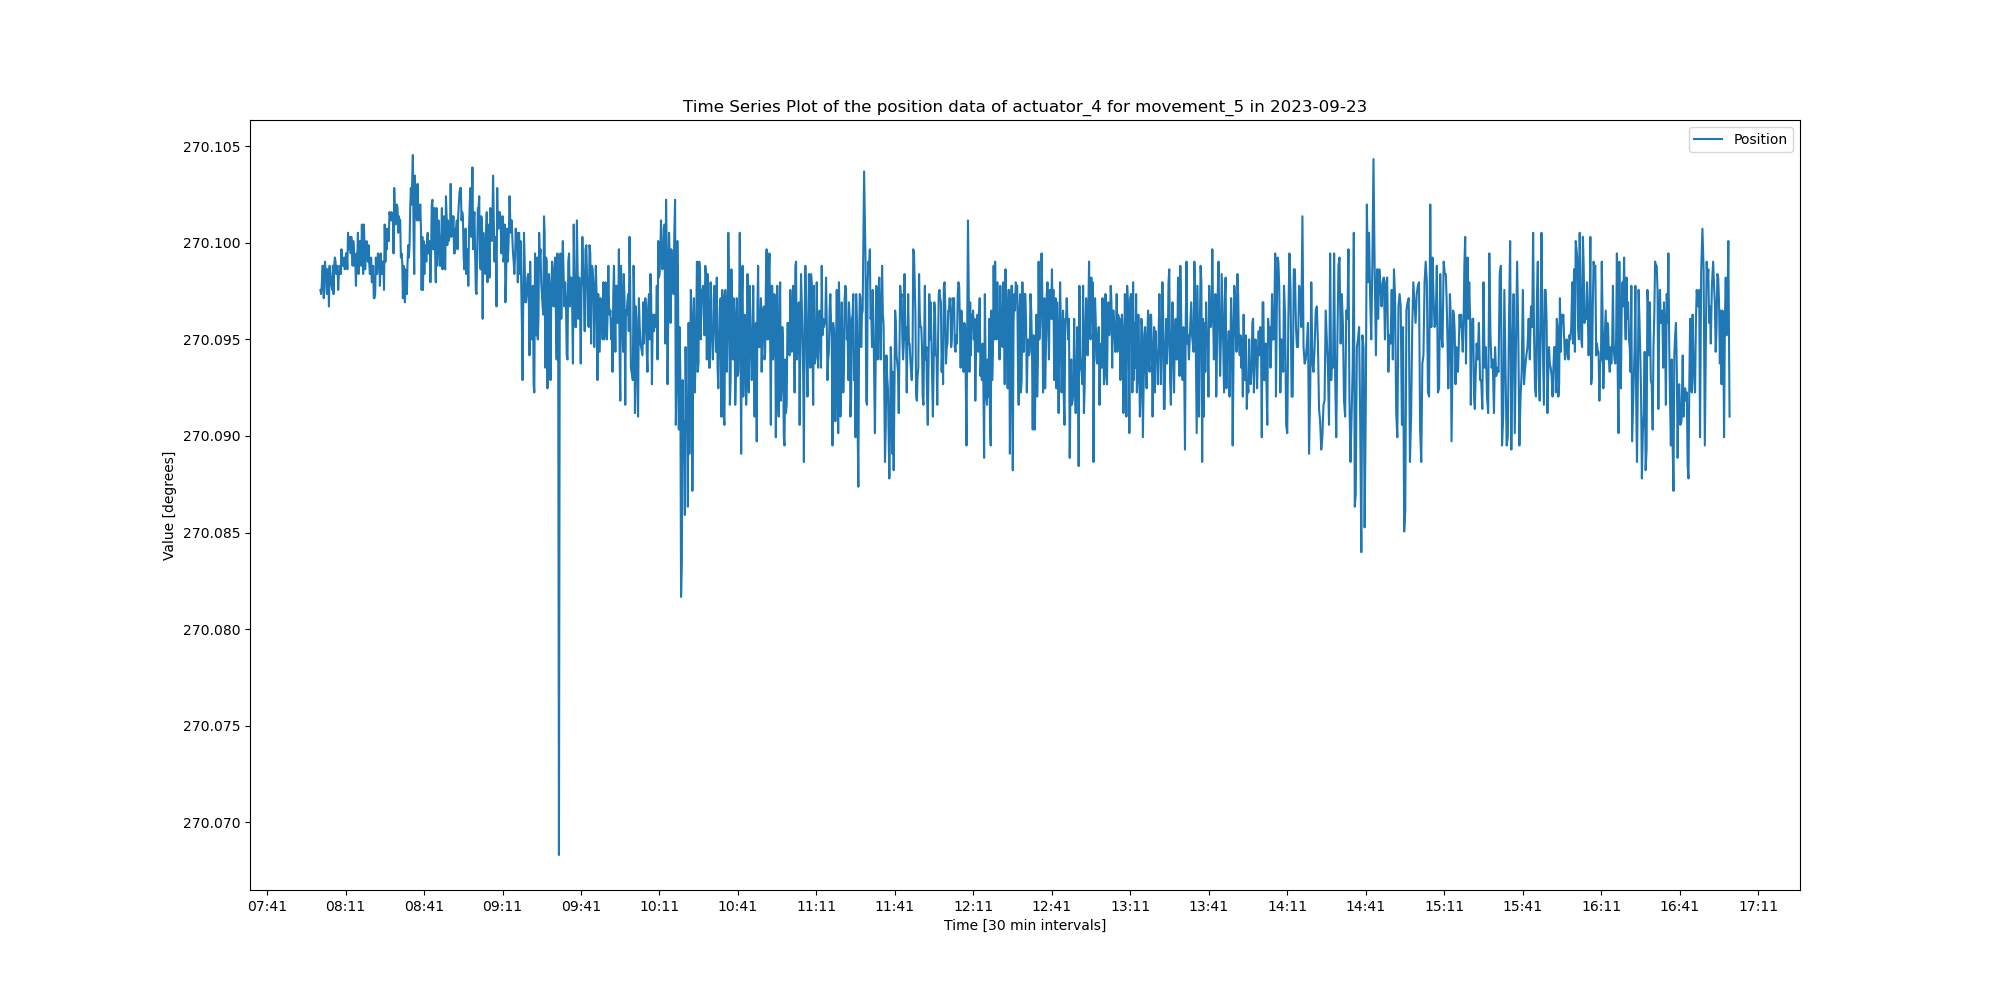 Time Series Plot of the position data of actuator_4 for movement_5 in 2023-09-23
Position
270.105
270.100
270.095
270.090
270.085
270.080
270.075
270.070
Value [degrees]
07:41 08:11 08:41 09:11 09:41 10:11 10:41 11:11 11:41 12:11 12:41 13:11 13:41 14:11 14:41 15:11 15:41 16:11 16:41 17:11
Time [30 min intervals]